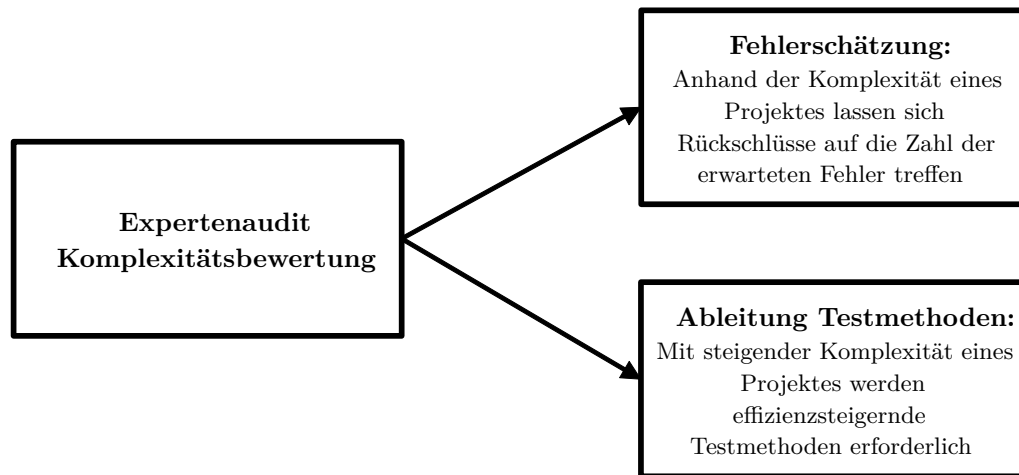 Expertenaudit
Komplexitätsbewertung
Fehlerschätzung:
Anhand der Komplexität eines
Projektes lassen sich
Rückschlüsse auf die Zahl der
erwarteten Fehler treffen
Ableitung Testmethoden:
Mit steigender Komplexität eines
Projektes werden
effizienzsteigernde
Testmethoden erforderlich